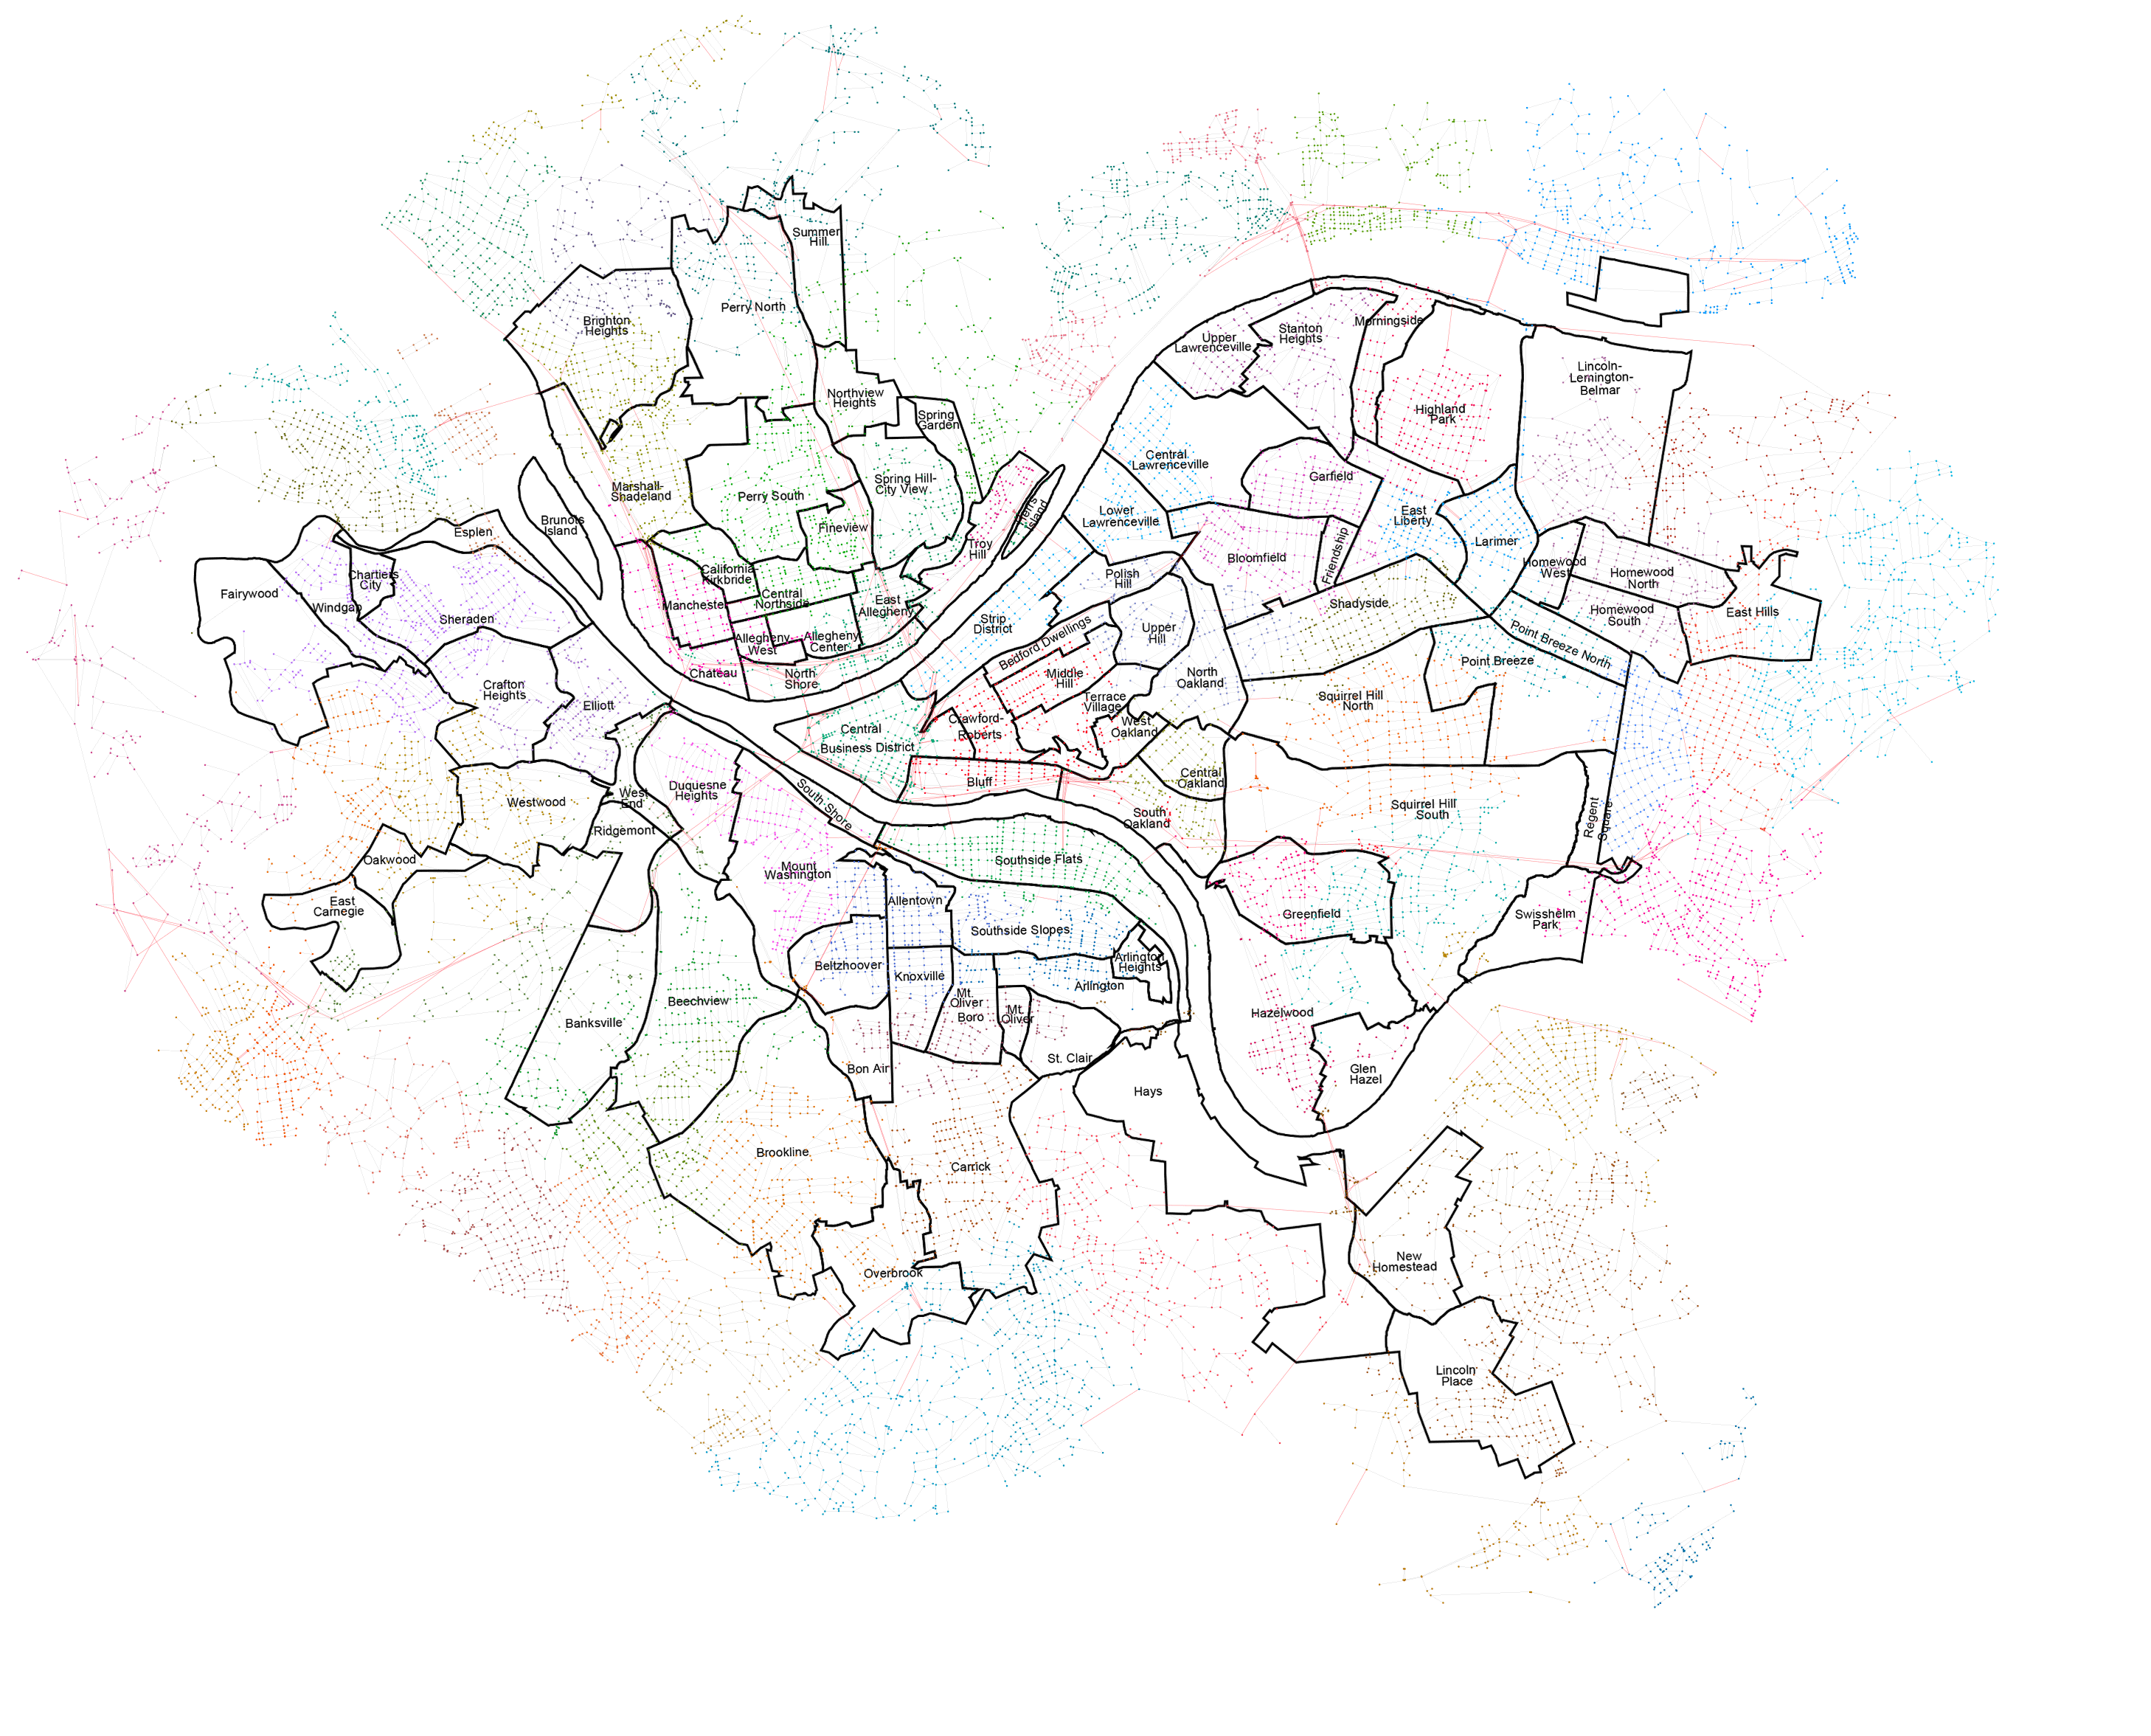 Summer
Hill
Perry North
Brighton
Heights
Morningside
Stanton
Heights
Upper
Lawrenceville
Lincoln-
Lemington-
Belmar
Northview
Heights
Spring
Garden
Highland
Park
Central
Lawrenceville
Garfield
Spring Hill-
City View
Marshall-
Shadeland
Perry South
Herrs
Island
Lower
Lawrenceville
East
Liberty
Brunots
Island
Esplen
Fineview
Troy
Hill
Larimer
Bloomfield
Friendship
Homewood
West
Homewood
North
Chartiers
City
California-
Kirkbride
Polish
Hill
Fairywood
Windgap
Manchester
Central
Northside
East
Allegheny
Shadyside
Homewood
South
East Hills
Sheraden
Strip
District
Bedford Dwellings
Upper
Hill
Allegheny
West
Allegheny
Center
Point Breeze North
Point Breeze
Chateau
North
Shore
Middle
Hill
North
Oakland
Crafton
Heights
Elliott
Terrace
Village
Squirrel Hill
North
Crawford-
Roberts
West
Oakland
Central
Business District
Bluff
Central
Oakland
Duquesne
Heights
West
End
Westwood
South Shore
South
Oakland
Squirrel Hill
South
Regent
Square
Ridgemont
Oakwood
Mount
Washington
Southside Flats
East
Carnegie
Allentown
Greenfield
Swisshelm
Park
Southside Slopes
Beltzhoover
Knoxville
Arlington
Heights
Arlington
Beechview
Mt.
Oliver
Boro
Mt.
Oliver
Hazelwood
Banksville
St. Clair
Bon Air
Glen
Hazel
Hays
Brookline
Carrick
Overbrook
New
Homestead
Lincoln
Place